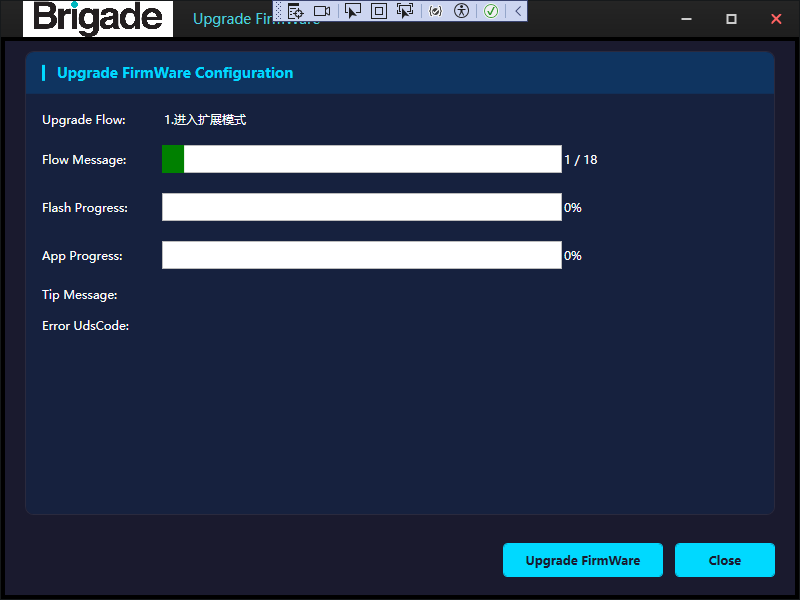 Brigade
Upgrade FirmWare
Upgrade FirmWare Configuration
Upgrade Flow: 1.进入扩展模式
Flow Message: 1 / 18
Flash Progress: 0%
App Progress: 0%
Tip Message:
Error UdsCode:
Upgrade FirmWare Close